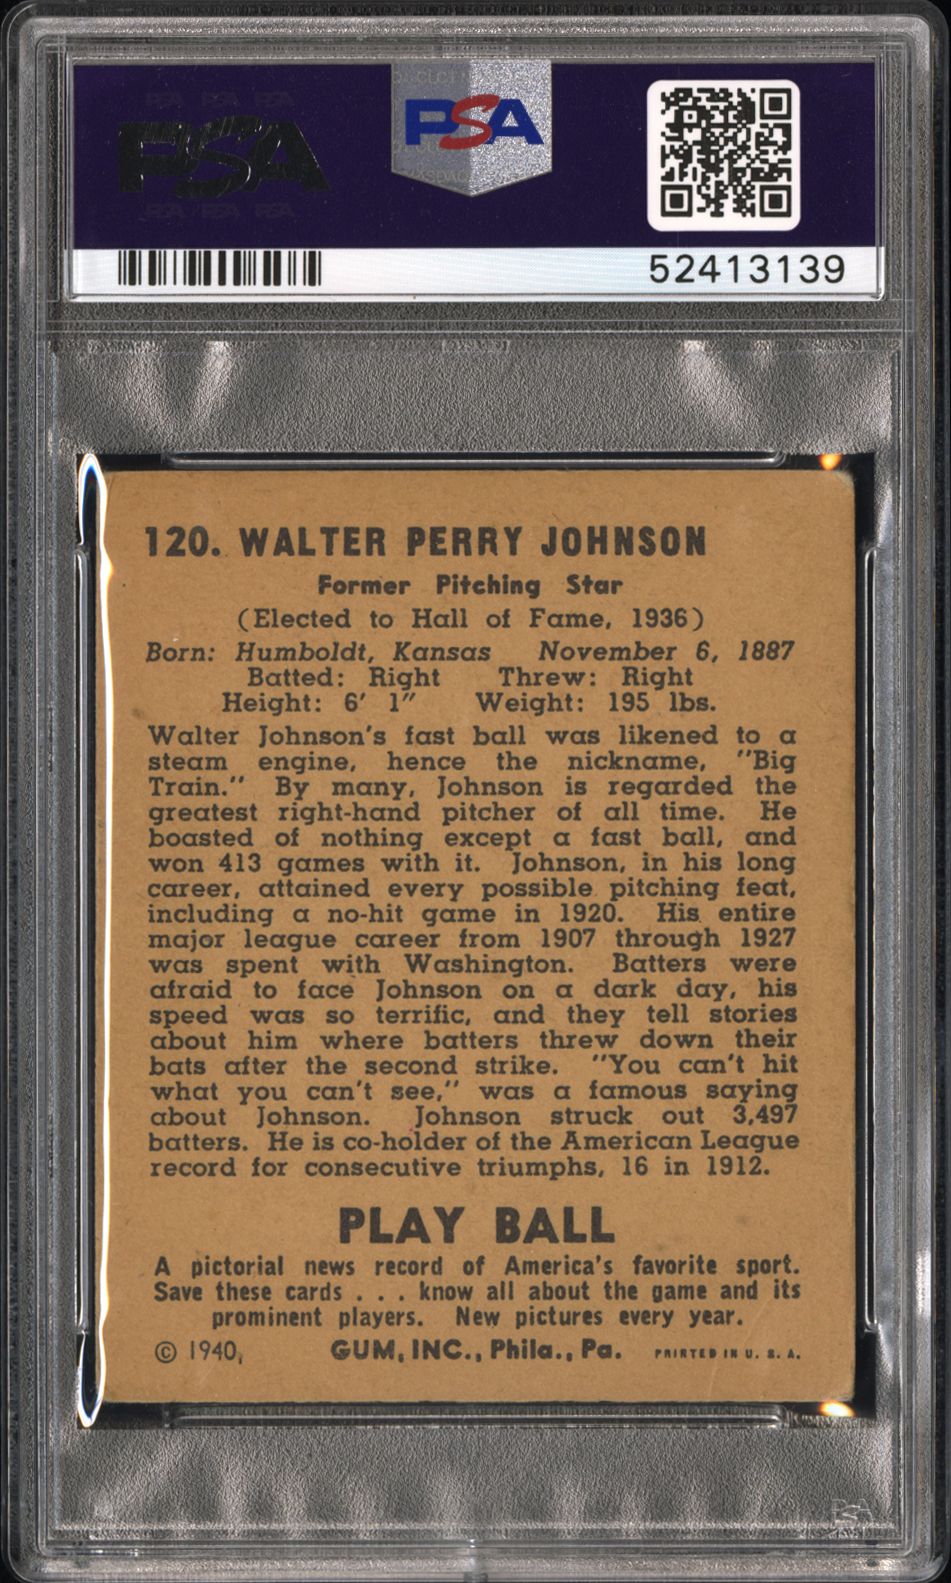 PSA PSA PSA
PSA
PSA PSA PSA
PSA
52413139
120. WALTER PERRY JOHNSON
Former Pitching Star
(Elected to Hall of Fame, 1936)
Born: Humboldt, Kansas November 6, 1887
Batted: Right Threw: Right
Height: 6' 1" Weight: 195 lbs.
Walter Johnson's fast ball was likened to a
steam engine, hence the nickname, "Big
Train." By many, Johnson is regarded the
greatest right-hand pitcher of all time. He
boasted of nothing except a fast ball, and
won 413 games with it. Johnson, in his long
career, attained every possible pitching feat,
including a no-hit game in 1920. His entire
major league career from 1907 through 1927
was spent with Washington. Batters were
afraid to face Johnson on a dark day, his
speed was so terrific, and they tell stories
about him where batters threw down their
bats after the second strike. "You can't hit
what you can't see," was a famous saying
about Johnson. Johnson struck out 3,497
batters. He is co-holder of the American League
record for consecutive triumphs, 16 in 1912.
PLAY BALL
A pictorial news record of America's favorite sport.
Save these cards . . . know all about the game and its
prominent players. New pictures every year.
© 1940, GUM, INC., Phila., Pa. PRINTED IN U. S. A.
PSA